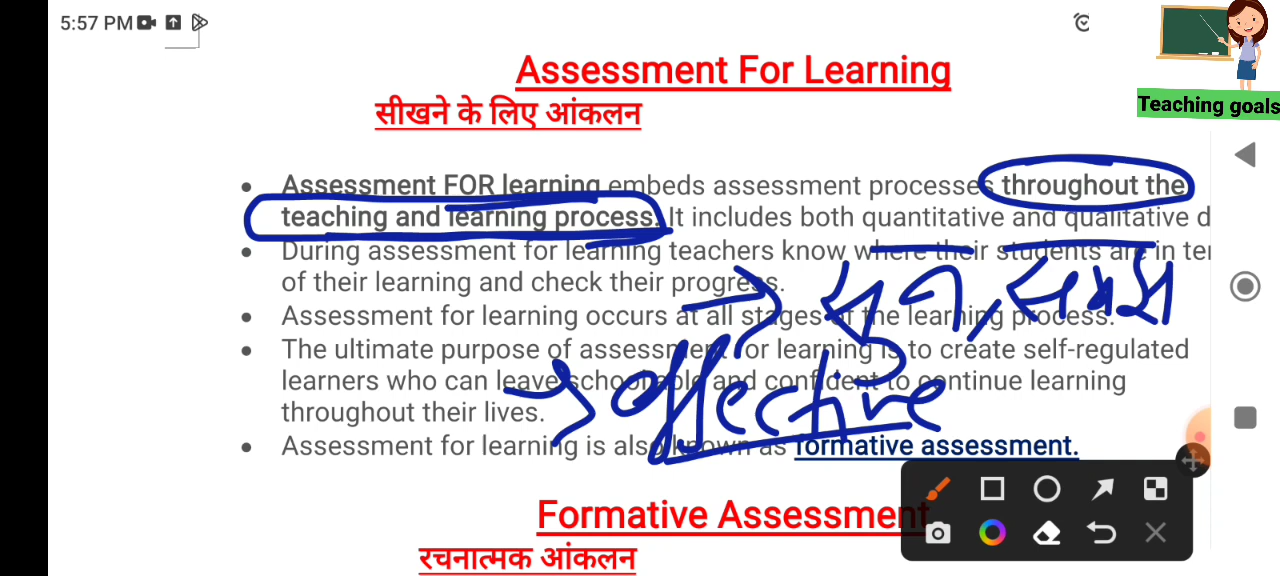 5:57 PM
Assessment For Learning
Teaching goals
सीखने के लिए आंकलन
Assessment FOR learning embeds assessment processes throughout the
teaching and learning process. It includes both quantitative and qualitative d
During assessment for learning teachers know where their students are in ter
of their learning and check their progress.
Assessment for learning occurs at all stages of the learning process.
The ultimate purpose of assessment for learning is to create self-regulated
learners who can leave school able and confident to continue learning
throughout their lives.
effective
Assessment for learning is also known as formative assessment.
Formative Assessment
रचनात्मक आंकलन